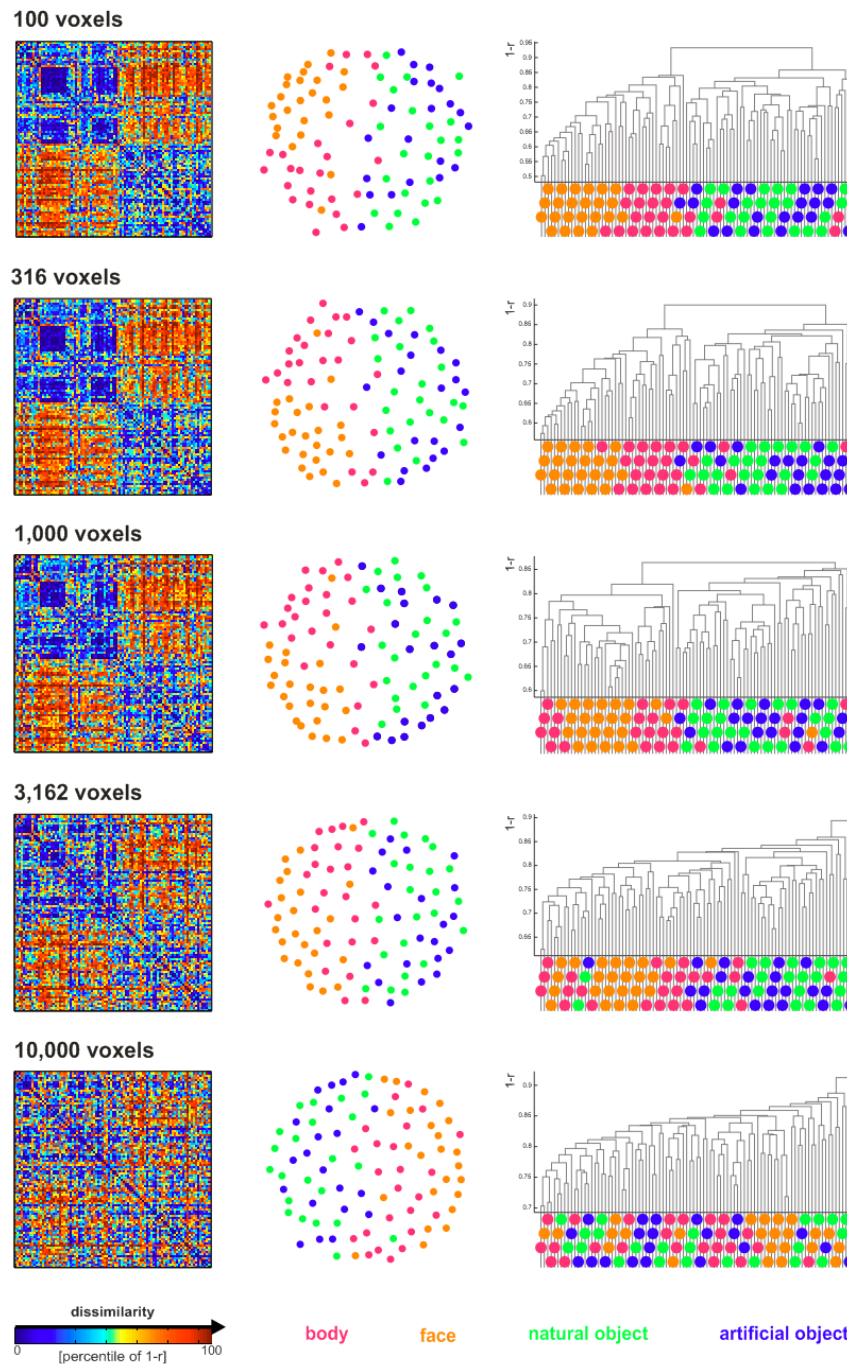 100 voxels
1-r
0.95
0.9
0.85
0.8
0.75
0.7
0.65
0.6
0.55
0.5
316 voxels
1-r
0.9
0.85
0.8
0.75
0.7
0.65
0.6
1,000 voxels
1-r
0.85
0.8
0.75
0.7
0.65
0.6
3,162 voxels
1-r
0.9
0.85
0.8
0.75
0.7
0.65
10,000 voxels
1-r
0.9
0.8
0.7
dissimilarity
0 100
[percentile of 1-r]
body face natural object artificial object